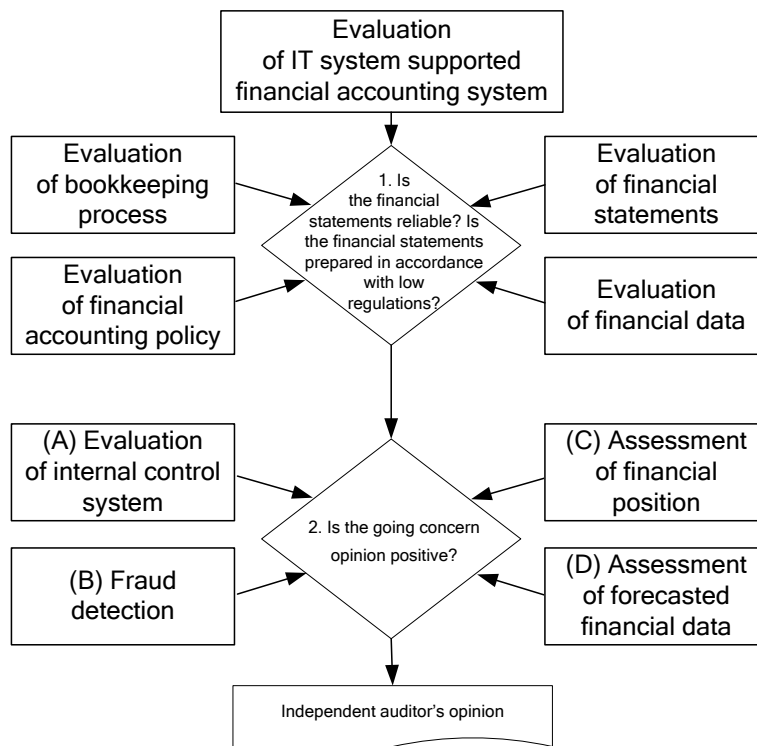 Evaluation
of IT system supported
financial accounting system
Evaluation
of bookkeeping
process
Evaluation
of financial
statements
1. Is
the financial
statements reliable? Is
the financial statements
prepared in accordance
with low
regulations?
Evaluation
of financial
accounting policy
Evaluation
of financial data
(A) Evaluation
of internal control
system
(C) Assessment
of financial
position
2. Is the going concern
opinion positive?
(B) Fraud
detection
(D) Assessment
of forecasted
financial data
Independent auditor's opinion